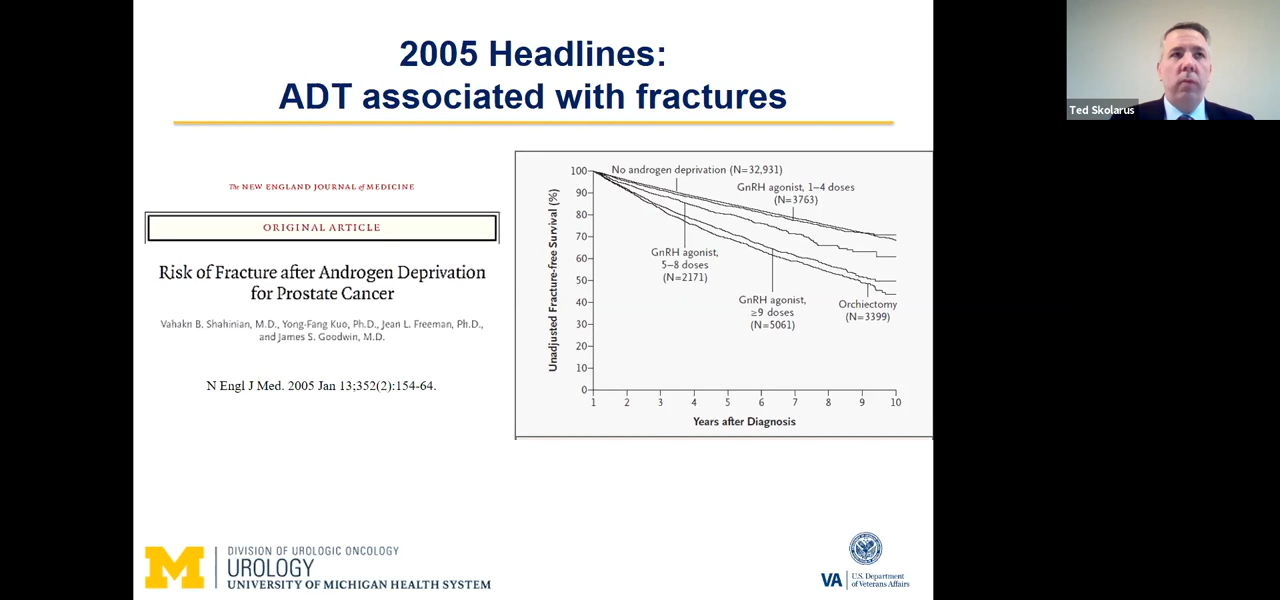 2005 Headlines:
ADT associated with fractures
The NEW ENGLAND JOURNAL of MEDICINE
ORIGINAL ARTICLE
Risk of Fracture after Androgen Deprivation
for Prostate Cancer
Vahakn B. Shahinian, M.D., Yong-Fang Kuo, Ph.D., Jean L. Freeman, Ph.D.,
and James S. Goodwin, M.D.
N Engl J Med. 2005 Jan 13;352(2):154-64.
Unadjusted Fracture-free Survival (%)
100
90
80
70
60
50
40
30
20
10
0
No androgen deprivation (N=32,931)
GnRH agonist, 1–4 doses
(N=3763)
GnRH agonist,
5–8 doses
(N=2171)
GnRH agonist,
≥9 doses
(N=5061)
Orchiectomy
(N=3399)
1 2 3 4 5 6 7 8 9 10
Years after Diagnosis
M
DIVISION OF UROLOGIC ONCOLOGY
UROLOGY
UNIVERSITY OF MICHIGAN HEALTH SYSTEM
VA
U.S. Department
of Veterans Affairs
Ted Skolarus